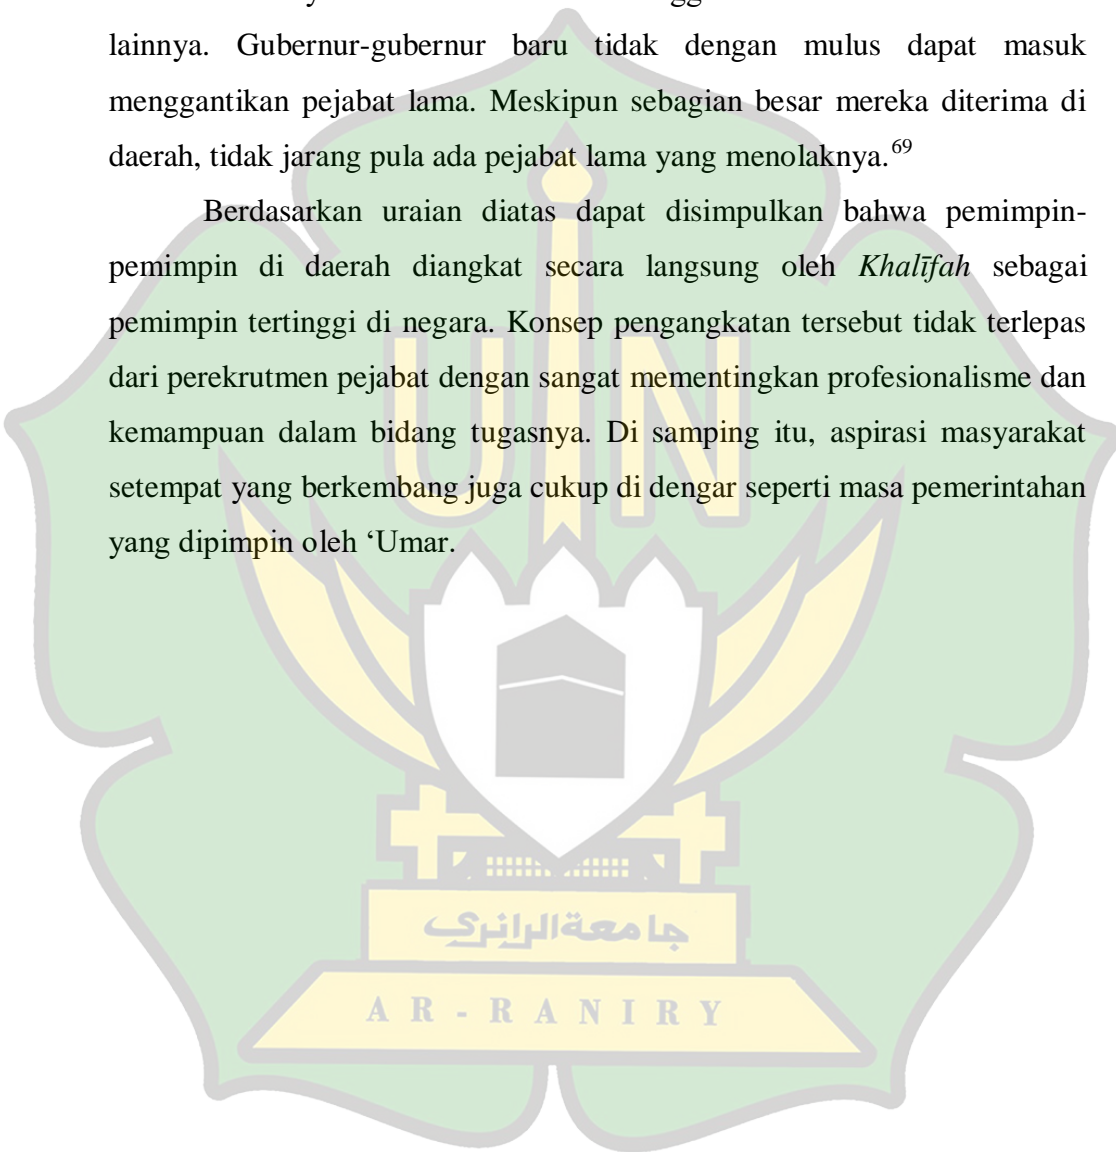 lainnya. Gubernur-gubernur baru tidak dengan mulus dapat masuk
menggantikan pejabat lama. Meskipun sebagian besar mereka diterima di
daerah, tidak jarang pula ada pejabat lama yang menolaknya.69
Berdasarkan uraian diatas dapat disimpulkan bahwa pemimpin-
pemimpin di daerah diangkat secara langsung oleh Khalīfah sebagai
pemimpin tertinggi di negara. Konsep pengangkatan tersebut tidak terlepas
dari perekrutmen pejabat dengan sangat mementingkan profesionalisme dan
kemampuan dalam bidang tugasnya. Di samping itu, aspirasi masyarakat
setempat yang berkembang juga cukup di dengar seperti masa pemerintahan
yang dipimpin oleh ‘Umar.
UIN
جامعة الرانري
AR-RANIRY